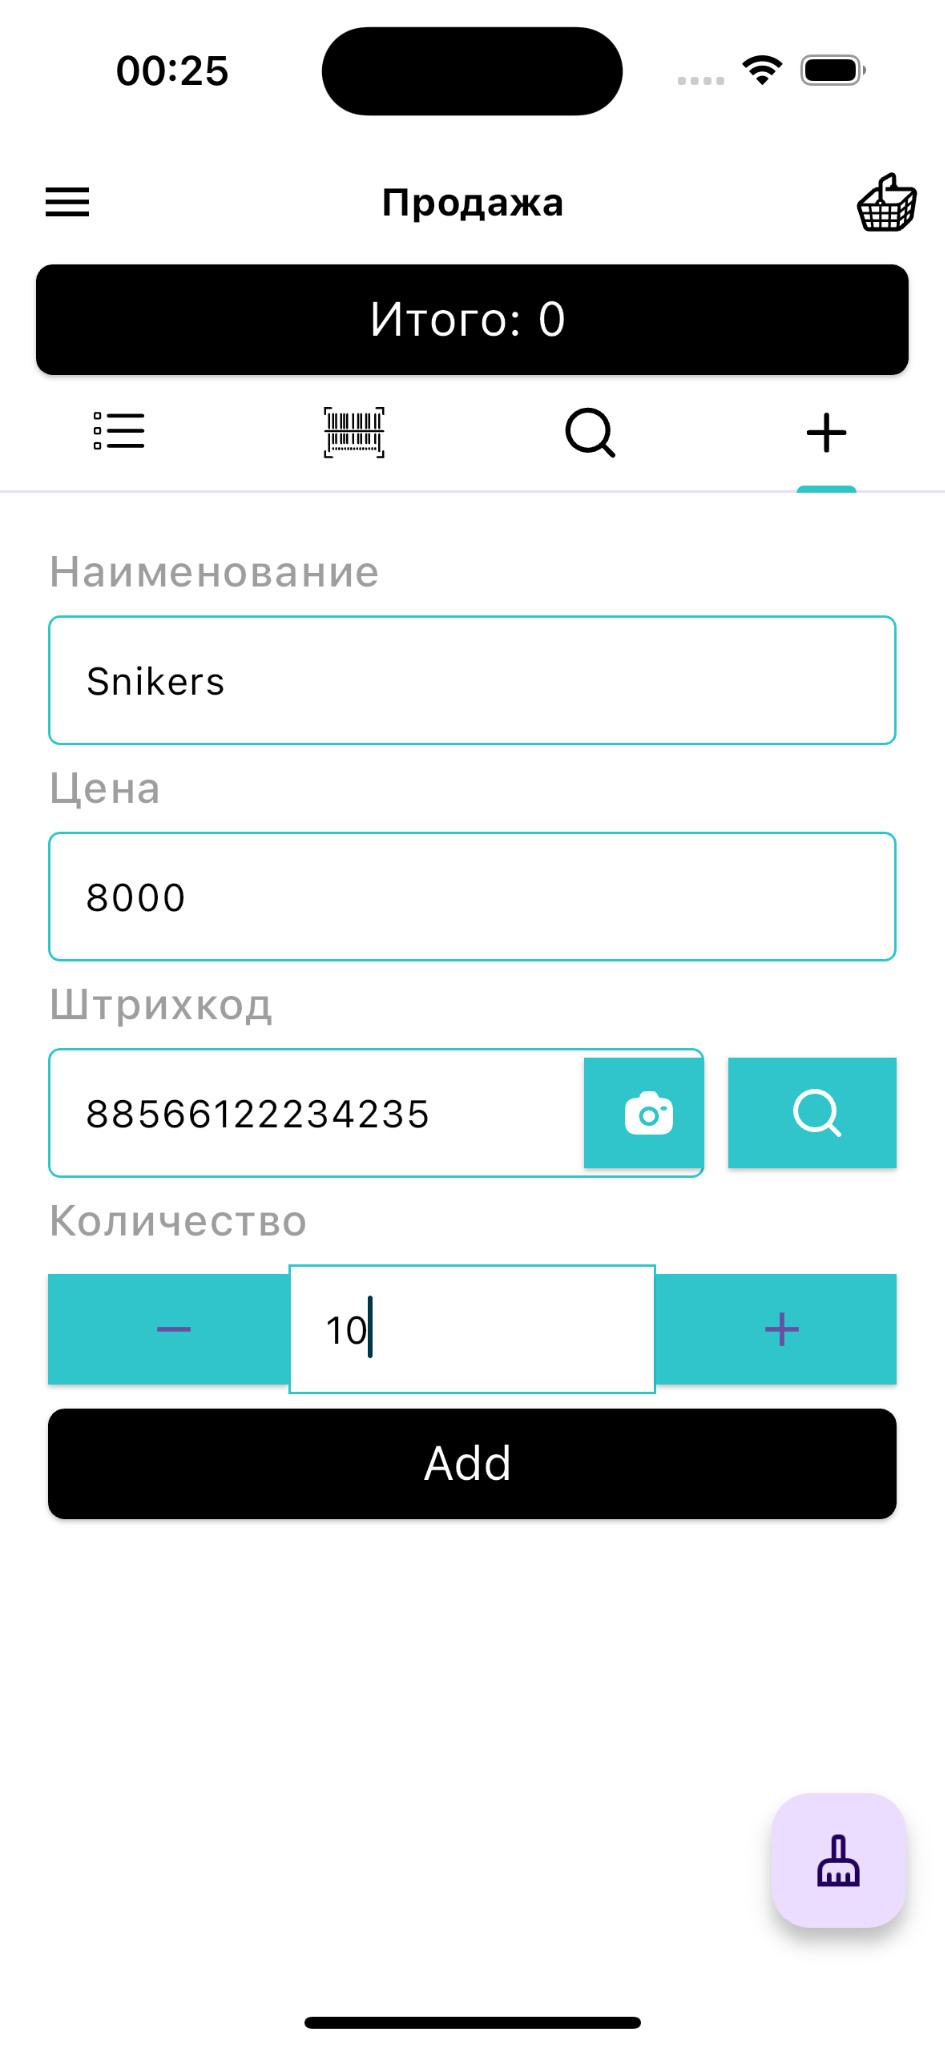 00:25
Продажа
Итого: 0
Наименование
Snikers
Цена
8000
Штрихкод
88566122234235
Количество
10
Add